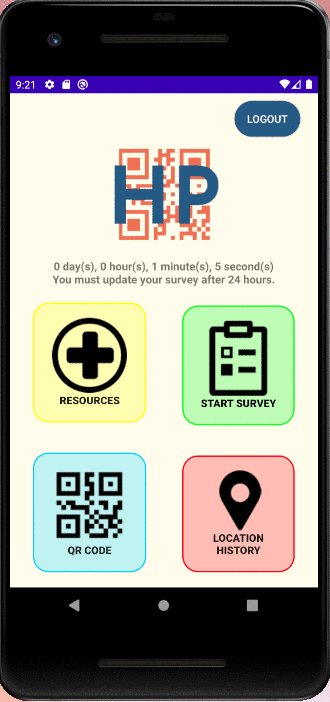 9:21
LOGOUT
HP
0 day(s), 0 hour(s), 1 minute(s), 5 second(s)
You must update your survey after 24 hours.
RESOURCES
START SURVEY
QR CODE
LOCATION
HISTORY